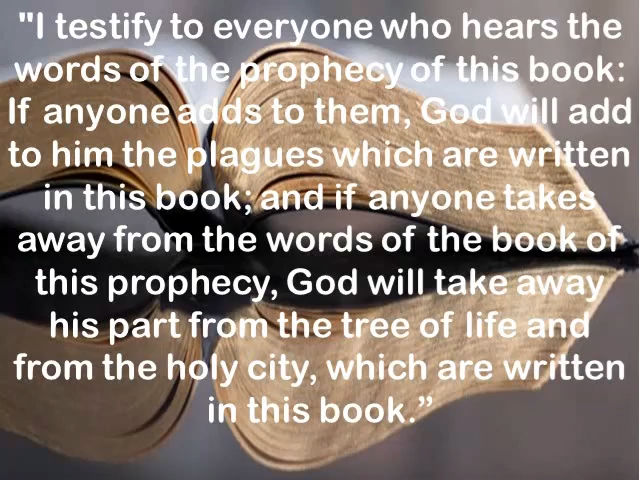 "I testify to everyone who hears the
words of the prophecy of this book:
If anyone adds to them, God will add
to him the plagues which are written
in this book; and if anyone takes
away from the words of the book of
this prophecy, God will take away
his part from the tree of life and
from the holy city, which are written
in this book.”